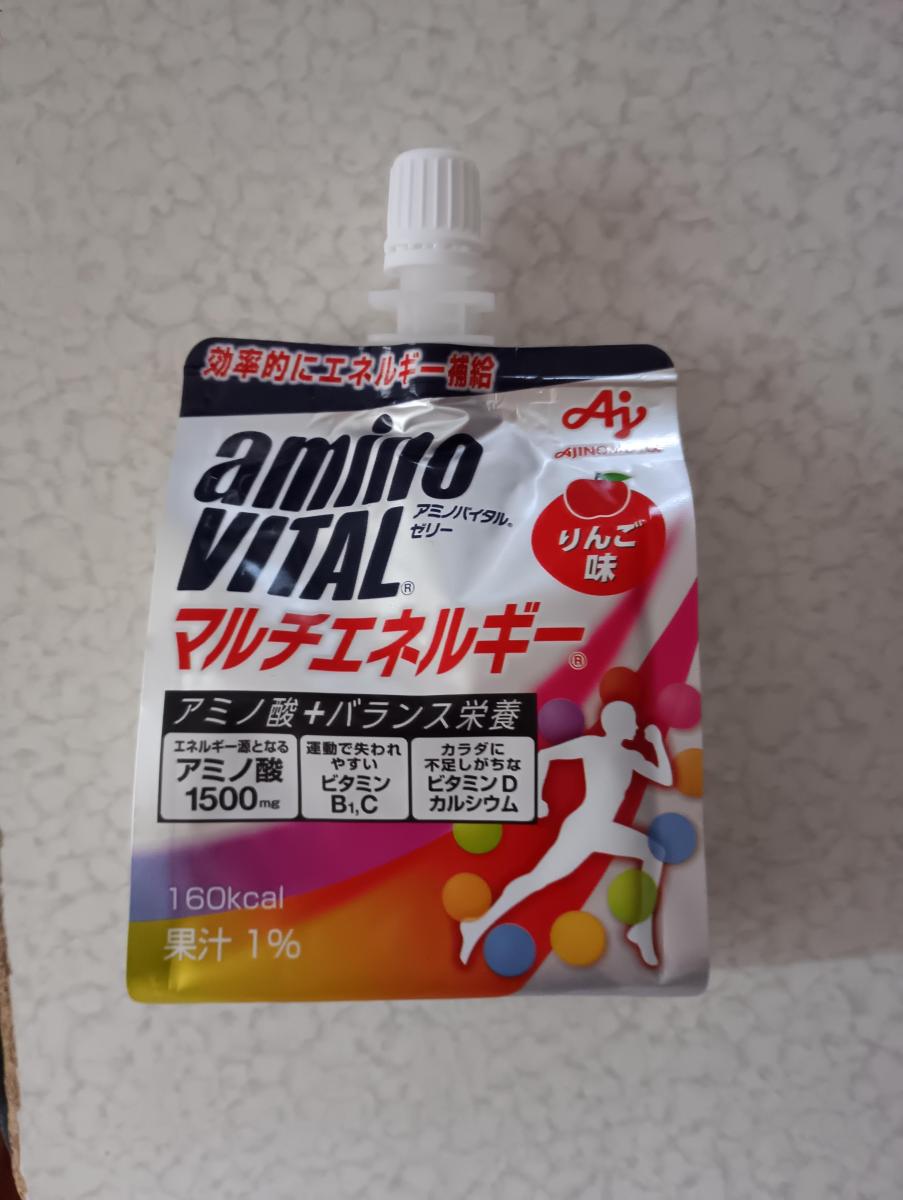 効率的にエネルギー補給
Aj
AJINOMOTO
amino
VITAL®
アミノバイタル®
ゼリー
りんご
味
マルチエネルギー®
アミノ酸+バランス栄養
エネルギー源となる
アミノ酸
1500mg
運動で失われ
やすい
ビタミン
B1,C
カラダに
不足しがちな
ビタミンD
カルシウム
160kcal
果汁 1%